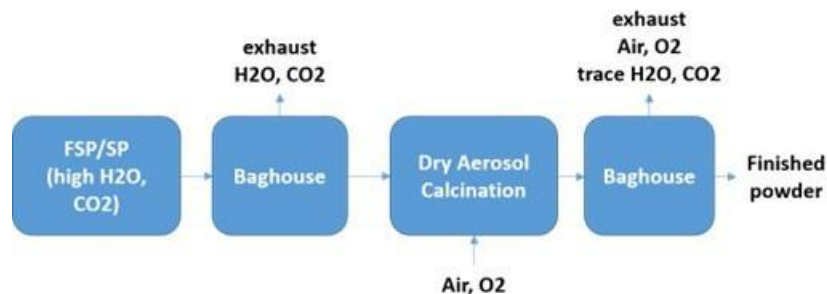 exhaust
H2O, CO2
exhaust
Air, O2
trace H2O, CO2
FSP/SP
(high H2O,
CO2)
Baghouse
Dry Aerosol
Calcination
Baghouse
Finished
powder
Air, O2